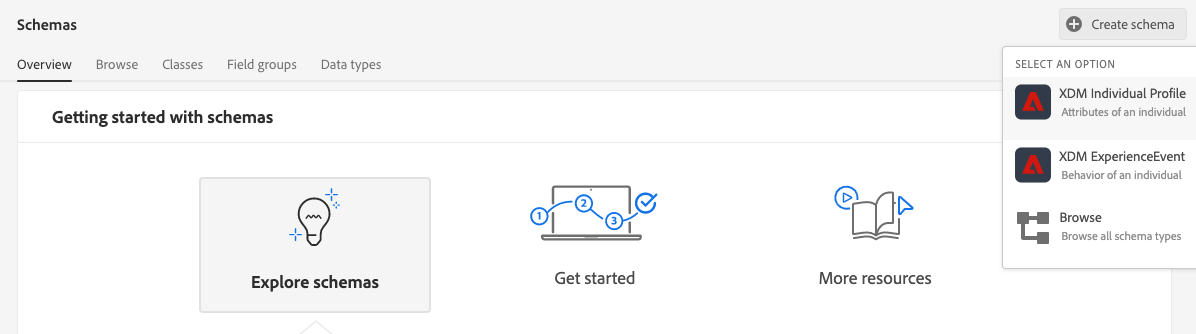 Schemas
Create schema
Overview Browse Classes Field groups Data types
SELECT AN OPTION
XDM Individual Profile
Attributes of an individual
XDM ExperienceEvent
Behavior of an individual
Browse
Browse all schema types
Getting started with schemas
1 2 3
Explore schemas
Get started
More resources